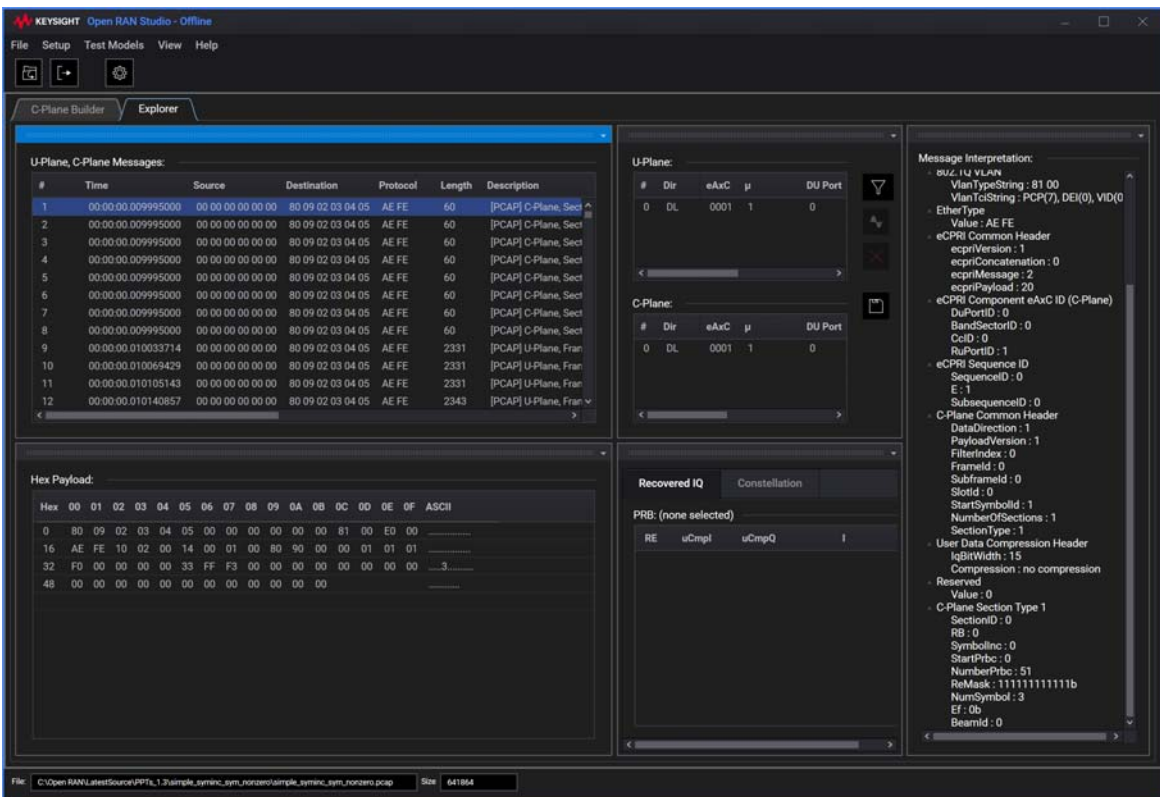 KEYSIGHT Open RAN Studio - Offline
File Setup Test Models View Help
C-Plane Builder Explorer
U-Plane, C-Plane Messages:
# Time Source Destination Protocol Length Description
1 00:00:00.009995000 00 00 00 00 00 00 80 09 02 03 04 05 AE FE 60 [PCAP] C-Plane, Sect
2 00:00:00.009995000 00 00 00 00 00 00 80 09 02 03 04 05 AE FE 60 [PCAP] C-Plane, Sect
3 00:00:00.009995000 00 00 00 00 00 00 80 09 02 03 04 05 AE FE 60 [PCAP] C-Plane, Sect
4 00:00:00.009995000 00 00 00 00 00 00 80 09 02 03 04 05 AE FE 60 [PCAP] C-Plane, Sect
5 00:00:00.009995000 00 00 00 00 00 00 80 09 02 03 04 05 AE FE 60 [PCAP] C-Plane, Sect
6 00:00:00.009995000 00 00 00 00 00 00 80 09 02 03 04 05 AE FE 60 [PCAP] C-Plane, Sect
7 00:00:00.009995000 00 00 00 00 00 00 80 09 02 03 04 05 AE FE 60 [PCAP] C-Plane, Sect
8 00:00:00.009995000 00 00 00 00 00 00 80 09 02 03 04 05 AE FE 60 [PCAP] C-Plane, Sect
9 00:00:00.010033714 00 00 00 00 00 00 80 09 02 03 04 05 AE FE 2331 [PCAP] U-Plane, Fran
10 00:00:00.010069429 00 00 00 00 00 00 80 09 02 03 04 05 AE FE 2331 [PCAP] U-Plane, Fran
11 00:00:00.010105143 00 00 00 00 00 00 80 09 02 03 04 05 AE FE 2331 [PCAP] U-Plane, Fran
12 00:00:00.010140857 00 00 00 00 00 00 80 09 02 03 04 05 AE FE 2343 [PCAP] U-Plane, Fran
U-Plane:
# Dir eAxC µ DU Port
0 DL 0001 1 0
C-Plane:
# Dir eAxC µ DU Port
0 DL 0001 1 0
Hex Payload:
Hex 00 01 02 03 04 05 06 07 08 09 0A 0B 0C 0D 0E 0F ASCII
0 80 09 02 03 04 05 00 00 00 00 00 00 81 00 E0 00 ................
16 AE FE 10 02 00 14 00 01 00 80 90 00 00 01 01 01 ................
32 F0 00 00 00 00 33 FF F3 00 00 00 00 00 00 00 00 .....3..........
48 00 00 00 00 00 00 00 00 00 00 00 00 ............
Recovered IQ Constellation
PRB: (none selected)
RE uCmpI uCmpQ I
Message Interpretation:
802.1Q VLAN
VlanTypeString : 81 00
VlanTciString : PCP(7), DEI(0), VID(0
EtherType
Value : AE FE
eCPRI Common Header
ecpriVersion : 1
ecpriConcatenation : 0
ecpriMessage : 2
ecpriPayload : 20
eCPRI Component eAxC ID (C-Plane)
DuPortID : 0
BandSectorID : 0
CcID : 0
RuPortID : 1
eCPRI Sequence ID
SequenceID : 0
E : 1
SubsequenceID : 0
C-Plane Common Header
DataDirection : 1
PayloadVersion : 1
FilterIndex : 0
FrameId : 0
SubframeId : 0
SlotId : 0
StartSymbolId : 1
NumberOfSections : 1
SectionType : 1
User Data Compression Header
IqBitWidth : 15
Compression : no compression
Reserved
Value : 0
C-Plane Section Type 1
SectionID : 0
RB : 0
SymbolInc : 0
StartPrbc : 0
NumberPrbc : 51
ReMask : 111111111111b
NumSymbol : 3
Ef : 0b
BeamId : 0
File: C:\Open RAN\LatestSource\PPTs_1.3\simple_syminc_sym_nonzero\simple_syminc_sym_nonzero.pcap Size 641864